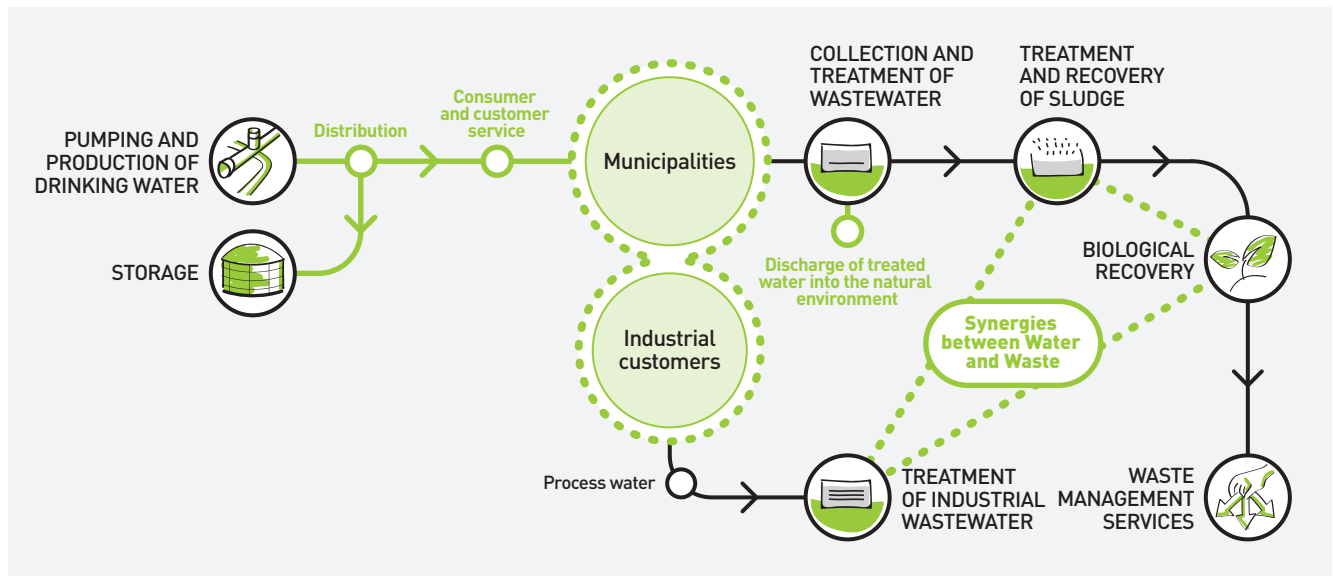 PUMPING AND
PRODUCTION OF
DRINKING WATER
STORAGE
Distribution
Consumer
and customer
service
Municipalities
Industrial
customers
Process water
COLLECTION AND
TREATMENT OF
WASTEWATER
Discharge of treated
water into the natural
environment
TREATMENT
AND RECOVERY
OF SLUDGE
BIOLOGICAL
RECOVERY
Synergies
between Water
and Waste
TREATMENT
OF INDUSTRIAL
WASTEWATER
WASTE
MANAGEMENT
SERVICES